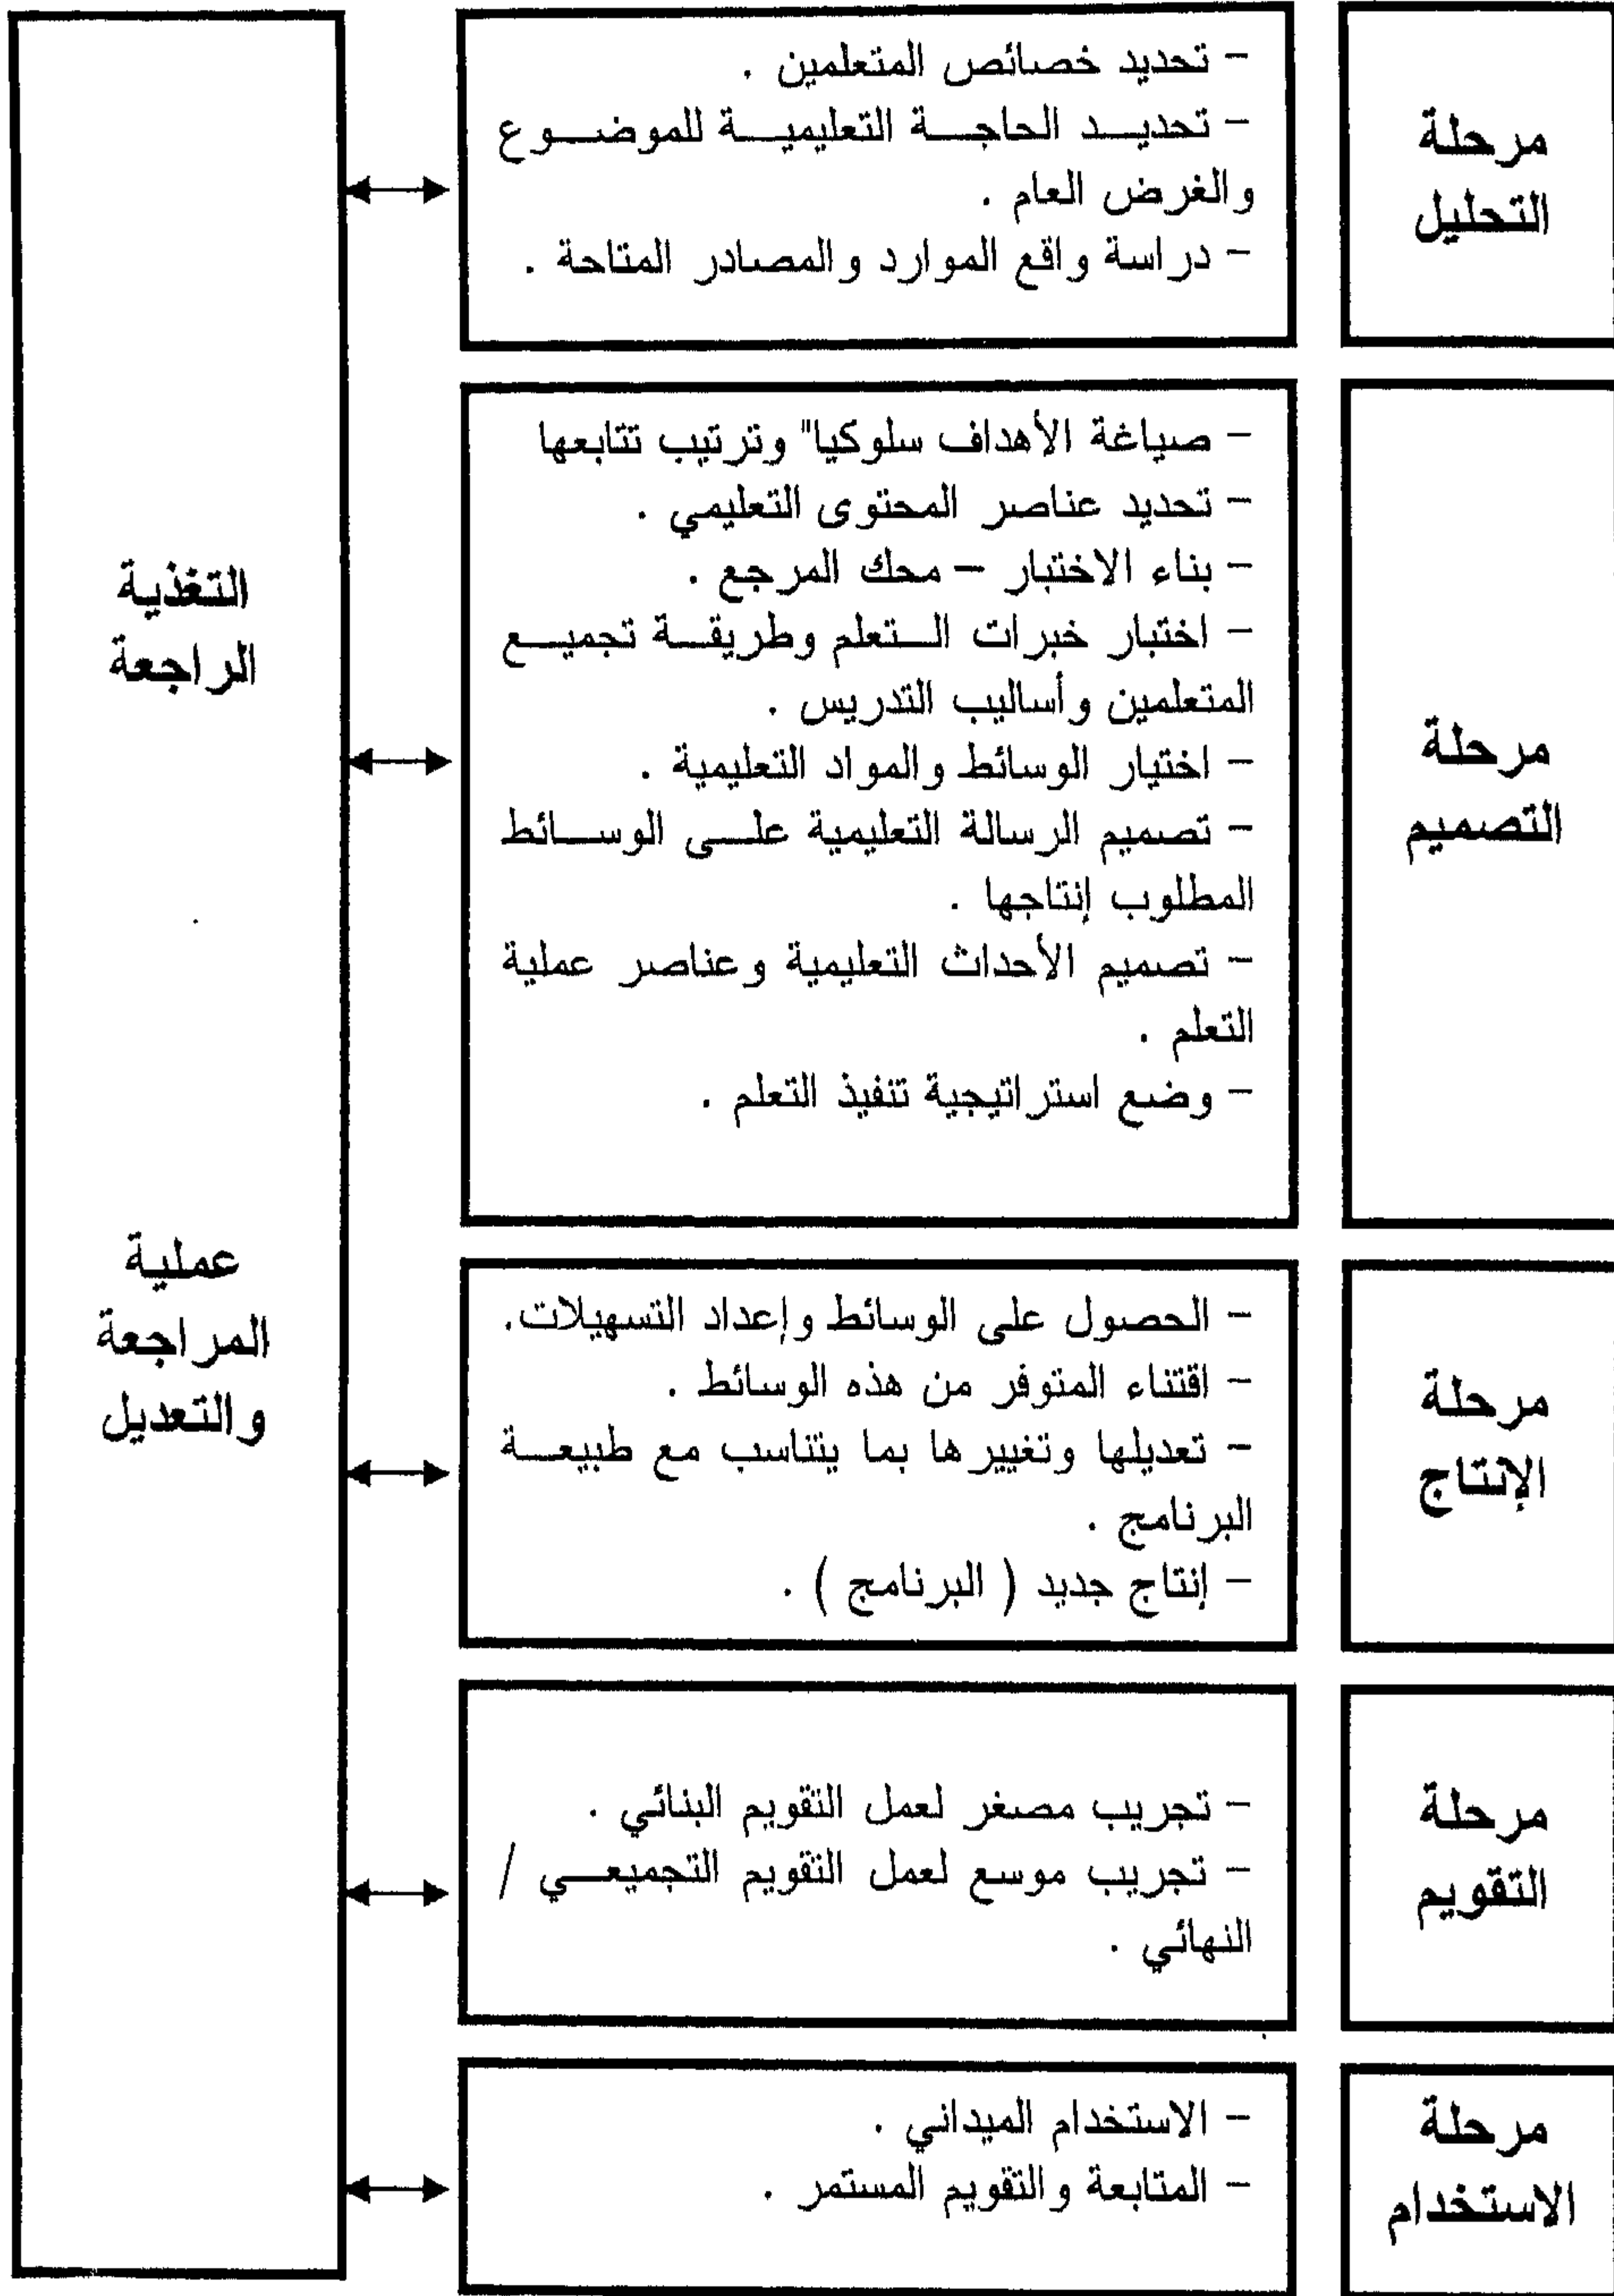 مرحلة
التحليل
- تحديد خصائص المتعلمين .
- تحديد الحاجة التعليمية للموضوع
والغرض العام .
- دراسة واقع الموارد والمصادر المتاحة .
مرحلة
التصميم
- صياغة الأهداف سلوكيا" وترتيب تتابعها
- تحديد عناصر المحتوى التعليمي .
- بناء الاختبار – محك المرجع .
- اختبار خبرات التعلم وطريقة تجميع
المتعلمين وأساليب التدريس .
- اختيار الوسائط والمواد التعليمية .
- تصميم الرسالة التعليمية على الوسائط
المطلوب إنتاجها .
- تصميم الأحداث التعليمية وعناصر عملية
التعلم .
- وضع استراتيجية تنفيذ التعلم .
مرحلة
الإنتاج
- الحصول على الوسائط وإعداد التسهيلات.
- اقتناء المتوفر من هذه الوسائط .
- تعديلها وتغييرها بما يتناسب مع طبيعة
البرنامج .
- إنتاج جديد ( البرنامج ) .
مرحلة
التقويم
- تجريب مصغر لعمل التقويم البنائي .
- تجريب موسع لعمل التقويم التجميعي /
النهائي .
مرحلة
الاستخدام
- الاستخدام الميداني .
- المتابعة والتقويم المستمر .
التغذية
الراجعة
عملية
المراجعة
والتعديل